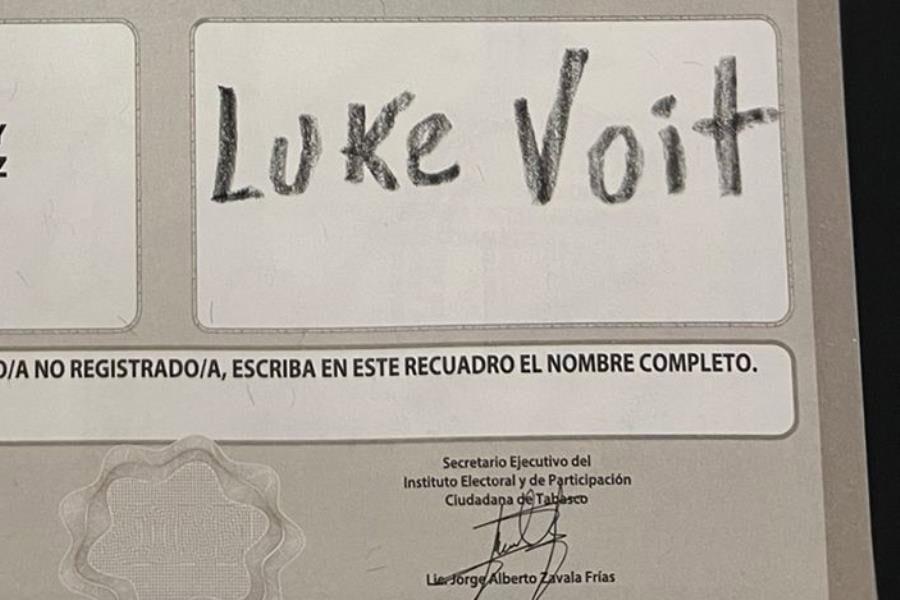 Luke Voit
Y
Z
O/A NO REGISTRADO/A, ESCRIBA EN ESTE RECUADRO EL NOMBRE COMPLETO.
Secretario Ejecutivo del
Instituto Electoral y de Participación
Ciudadana de Tabasco
Lic. Jorge Alberto Zavala Frías